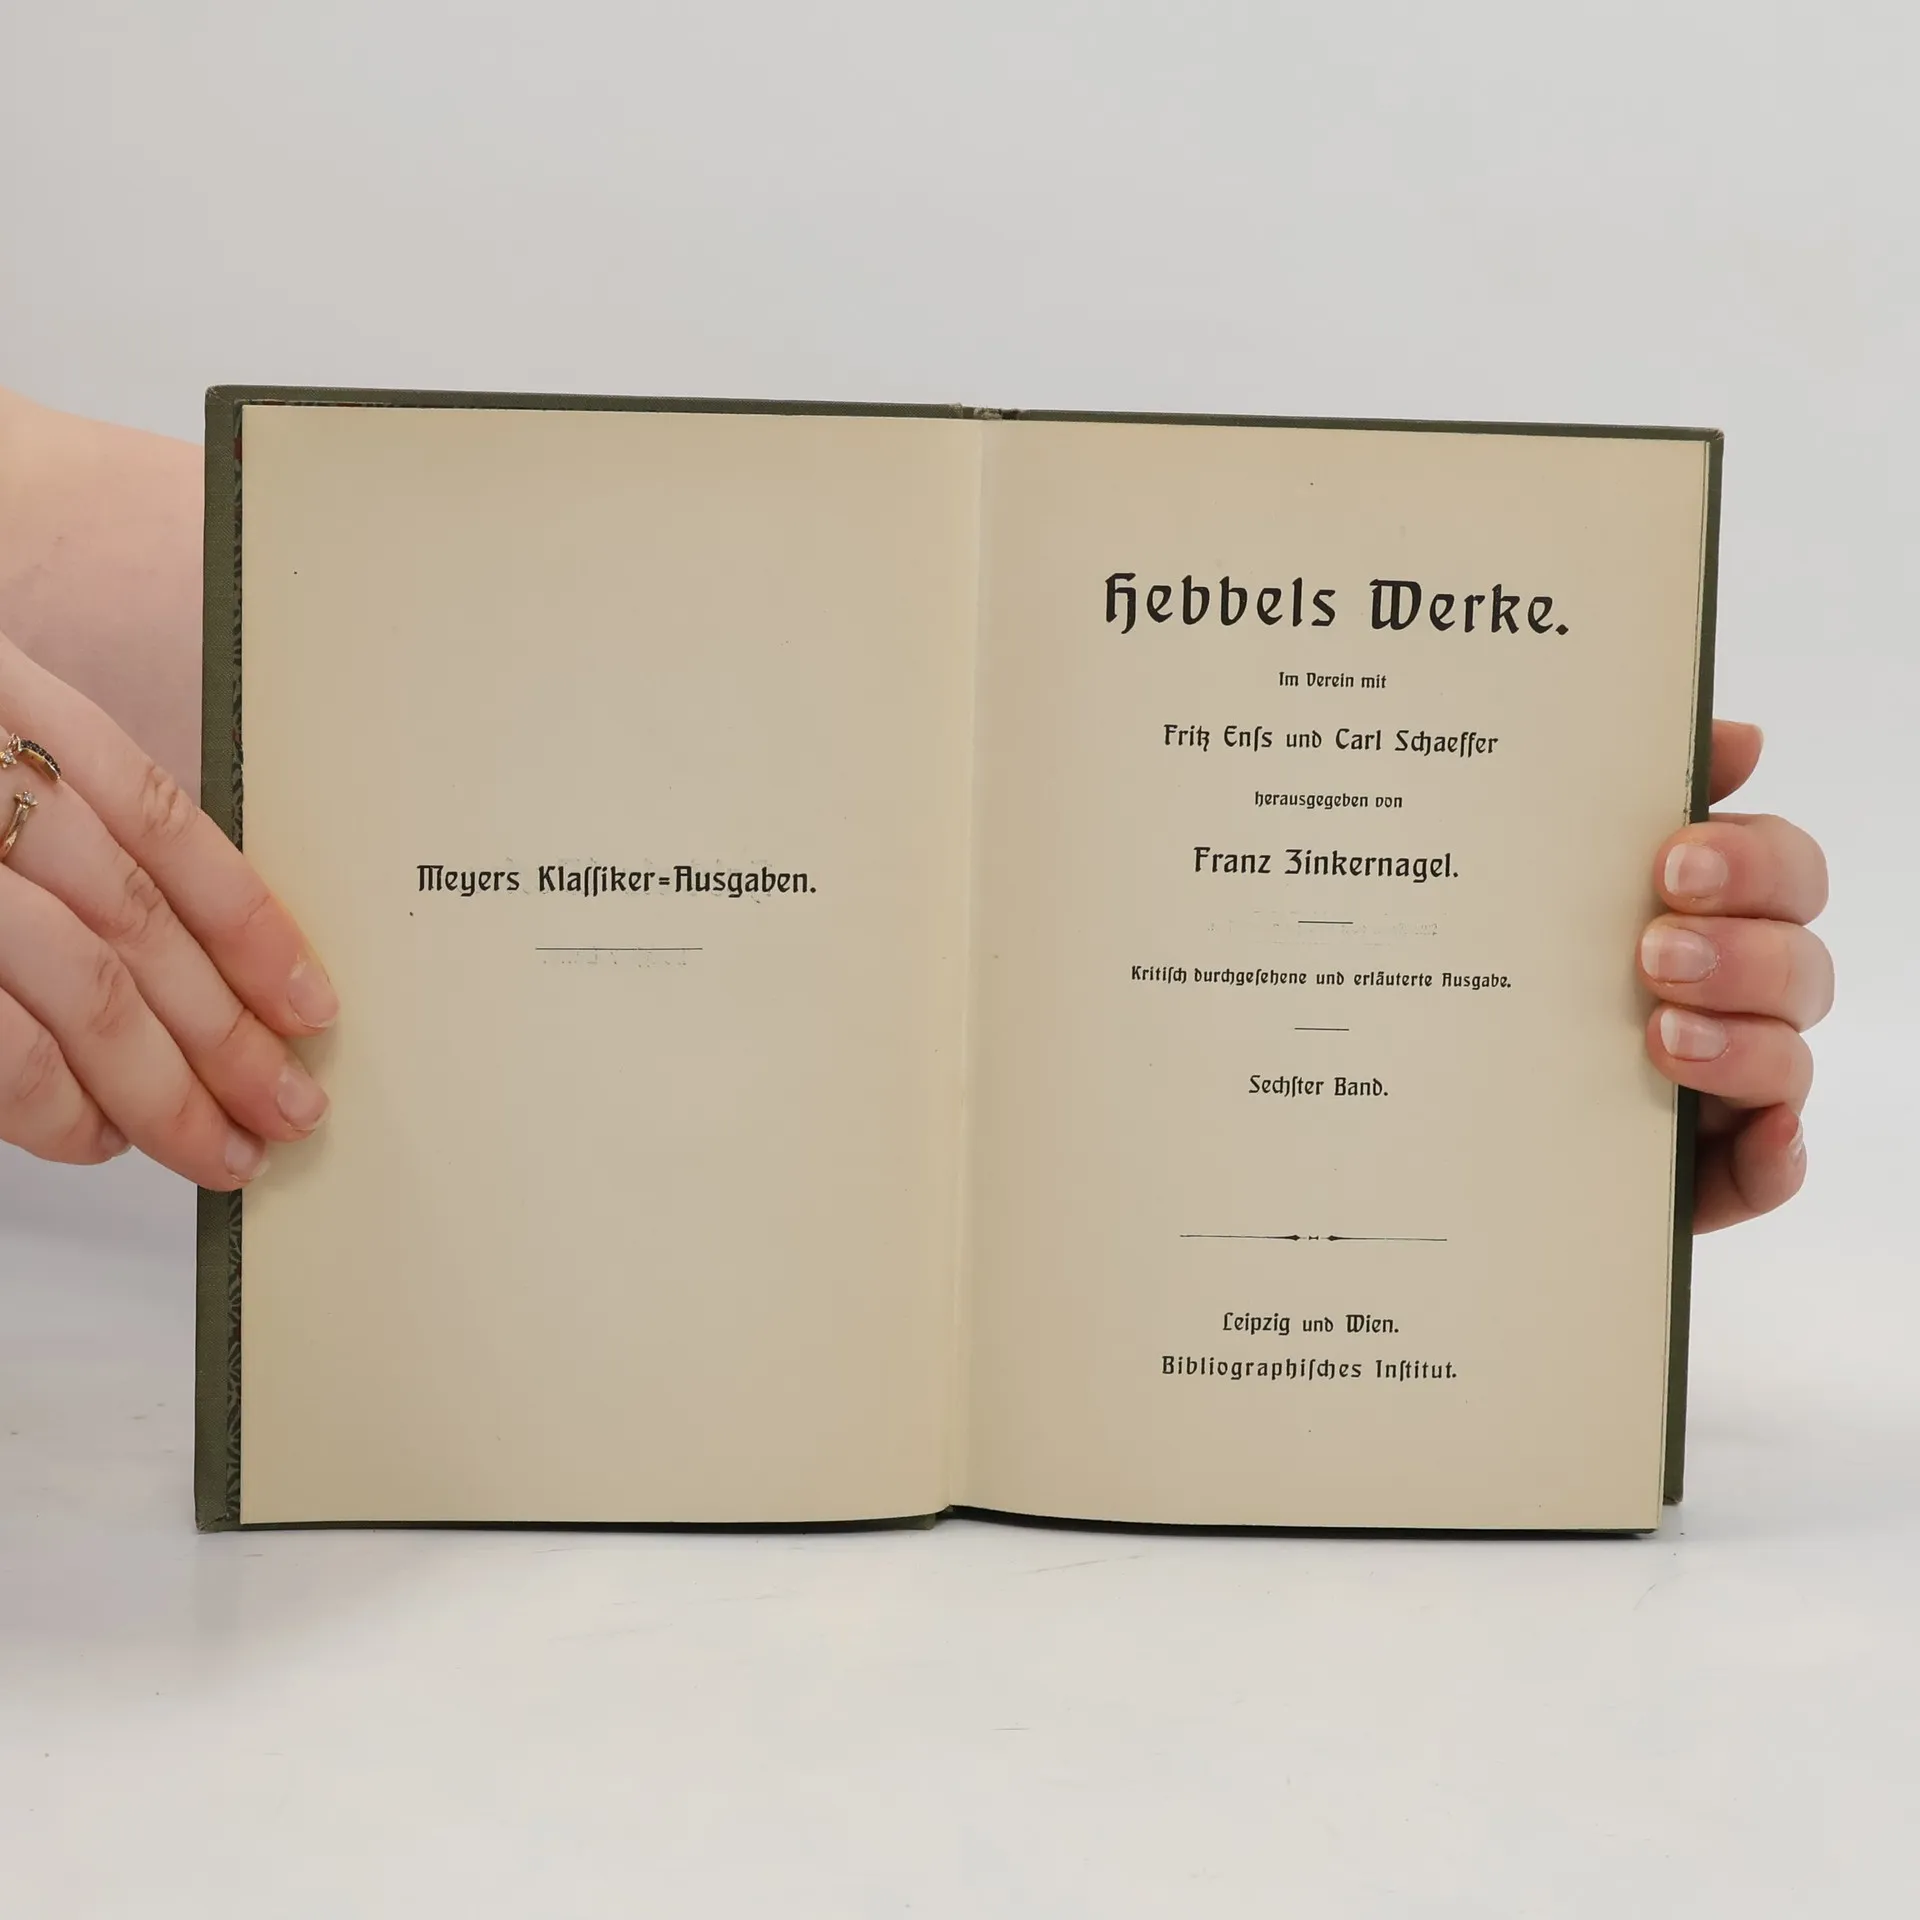 Meyers Klaſſiker=Ausgaben.
Hebbels Werke.
Im Verein mit
Fritz Enſs und Carl Schaeffer
herausgegeben von
Franz Zinkernagel.
Kritiſch durchgeſehene und erläuterte Ausgabe.
Sechſter Band.
Leipzig und Wien.
Bibliographiſches Inſtitut.